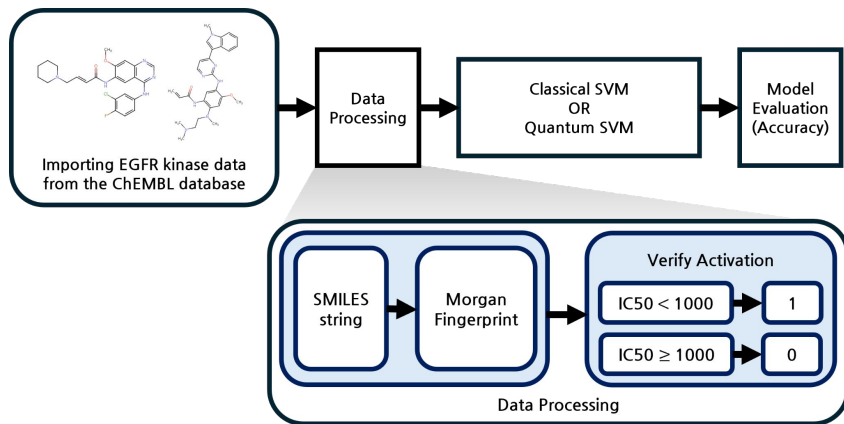 Importing EGFR kinase data
from the ChEMBL database
Data
Processing
Classical SVM
OR
Quantum SVM
Model
Evaluation
(Accuracy)
SMILES
string
Morgan
Fingerprint
Verify Activation
IC50 < 1000
1
IC50 ≥ 1000
0
Data Processing